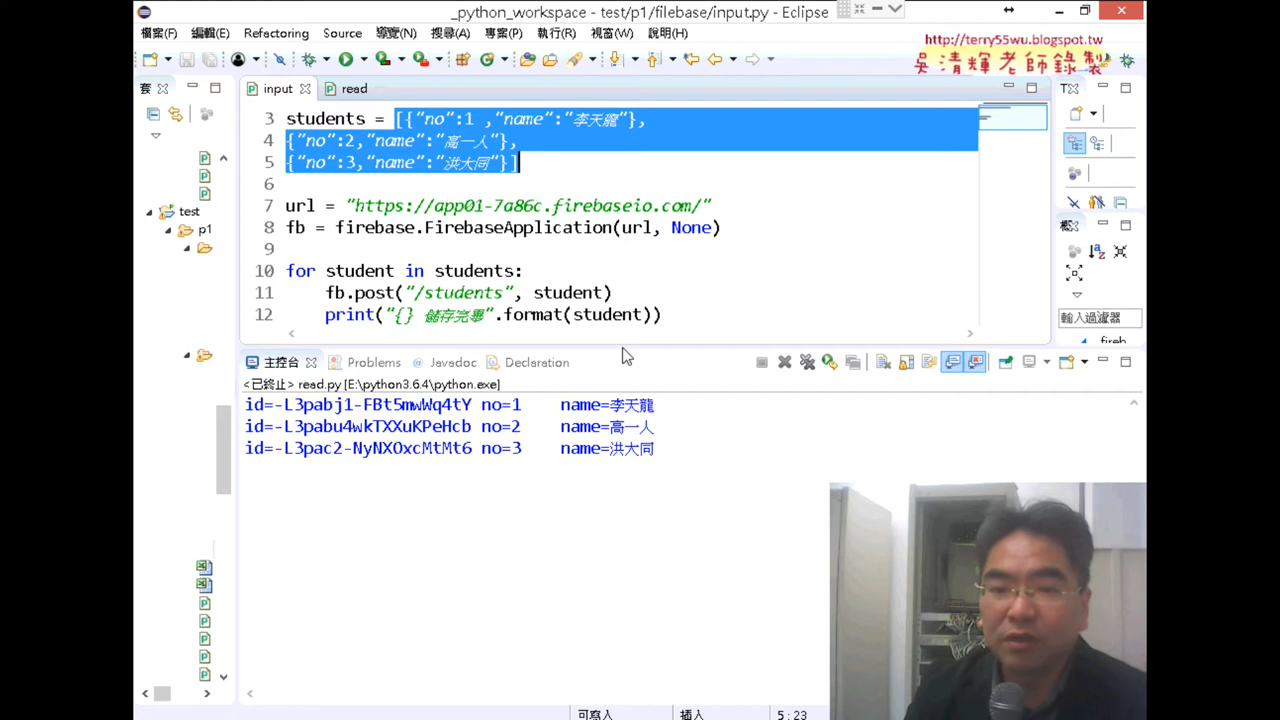 _python_workspace - test/p1/filebase/input.py - Eclipse
檔案(F) 編輯(E) Refactoring Source 導覽(N) 搜尋(A) 專案(P) 執行(R) 視窗(W) 說明(H)
http://terry55wu.blogspot.tw
吳清輝老師錄製
套
input
read
3 students = [{"no":1 ,"name":"李天龍"},
4 {"no":2,"name":"高一人"},
5 {"no":3,"name":"洪大同"}]
6
7 url = "https://app01-7a86c.firebaseio.com/"
8 fb = firebase.FirebaseApplication(url, None)
9
10 for student in students:
11 fb.post("/students", student)
12 print("{} 儲存完畢".format(student))
test
p1
概
輸入過濾器
主控台 Problems Javadoc Declaration
<已終止> read.py [E:\python3.6.4\python.exe]
id=-L3pabj1-FBt5mwWq4tY no=1 name=李天龍
id=-L3pabu4wkTXXuKPeHcb no=2 name=高一人
id=-L3pac2-NyNXOxcMtMt6 no=3 name=洪大同
可寫入 插入 5:23